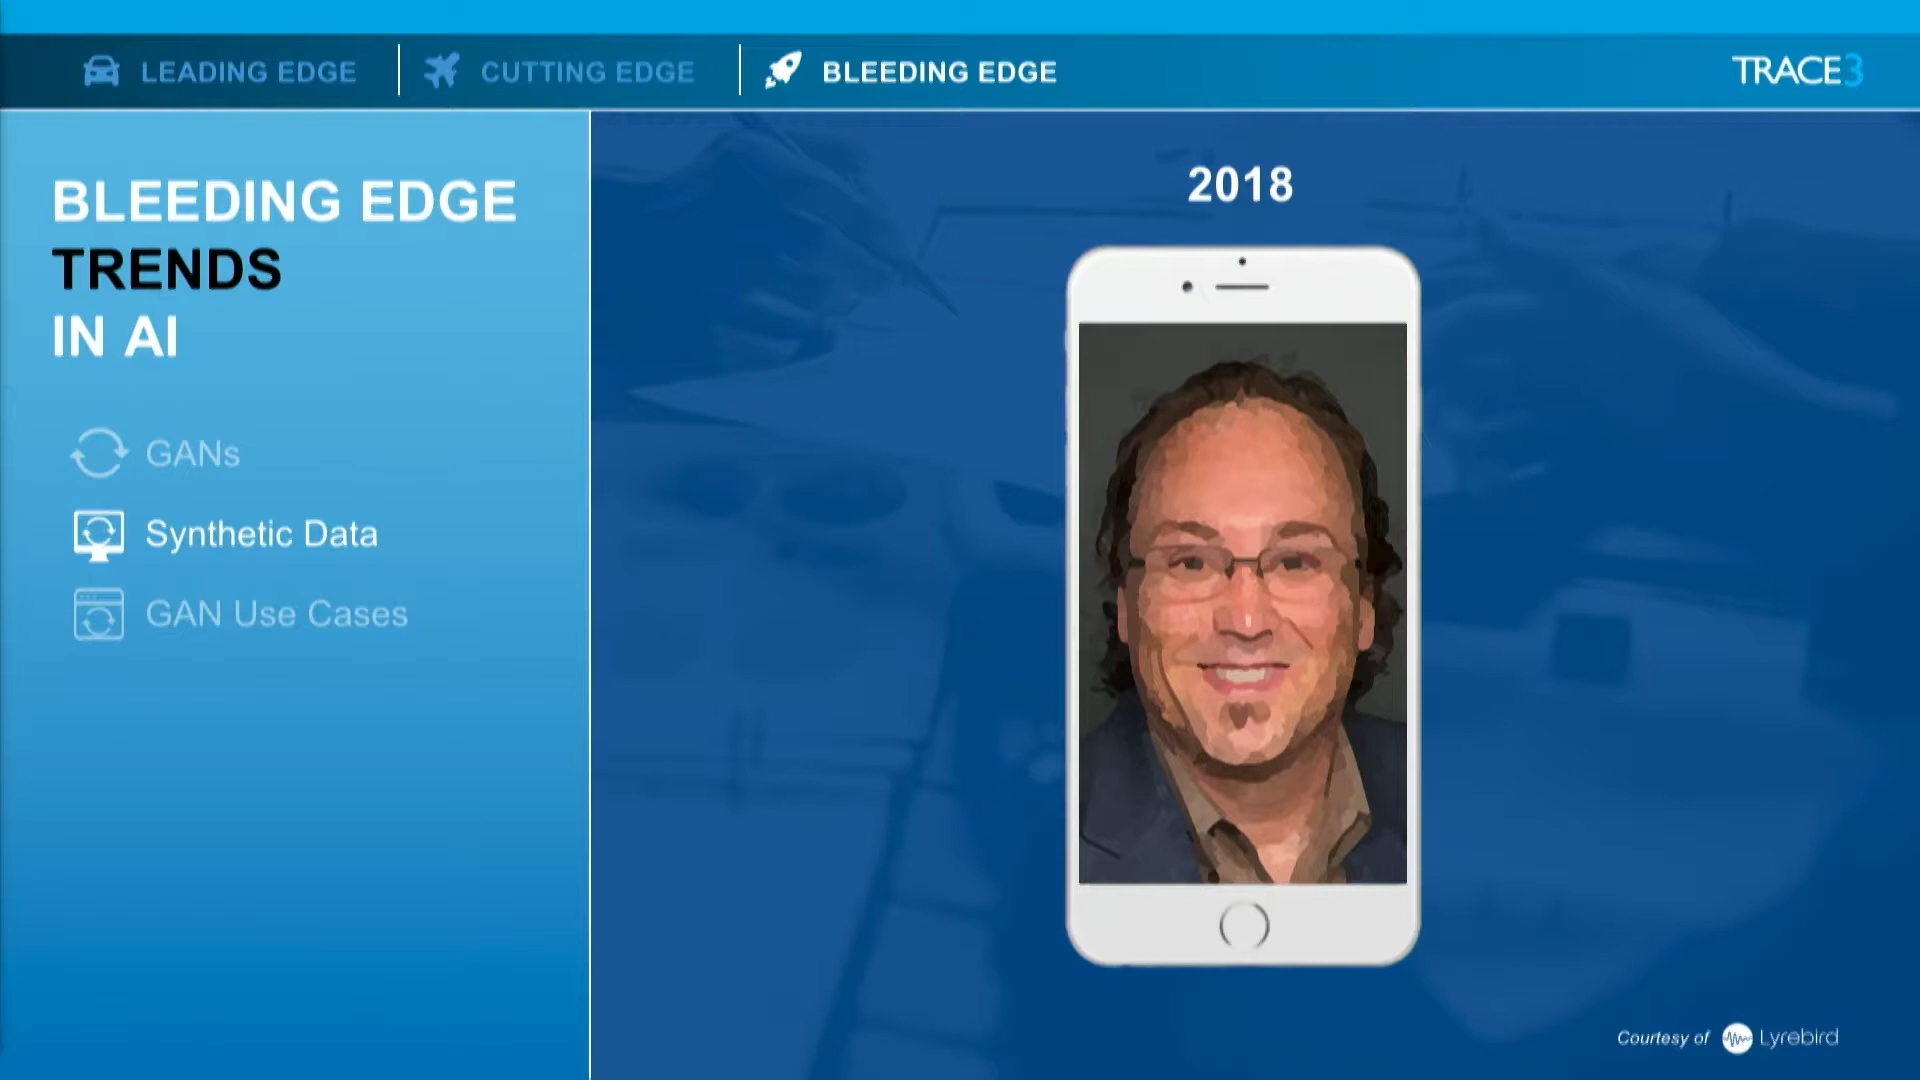 LEADING EDGE
CUTTING EDGE
BLEEDING EDGE
TRACE3
BLEEDING EDGE
TRENDS
IN AI
GANs
Synthetic Data
GAN Use Cases
2018
Courtesy of Lyrebird